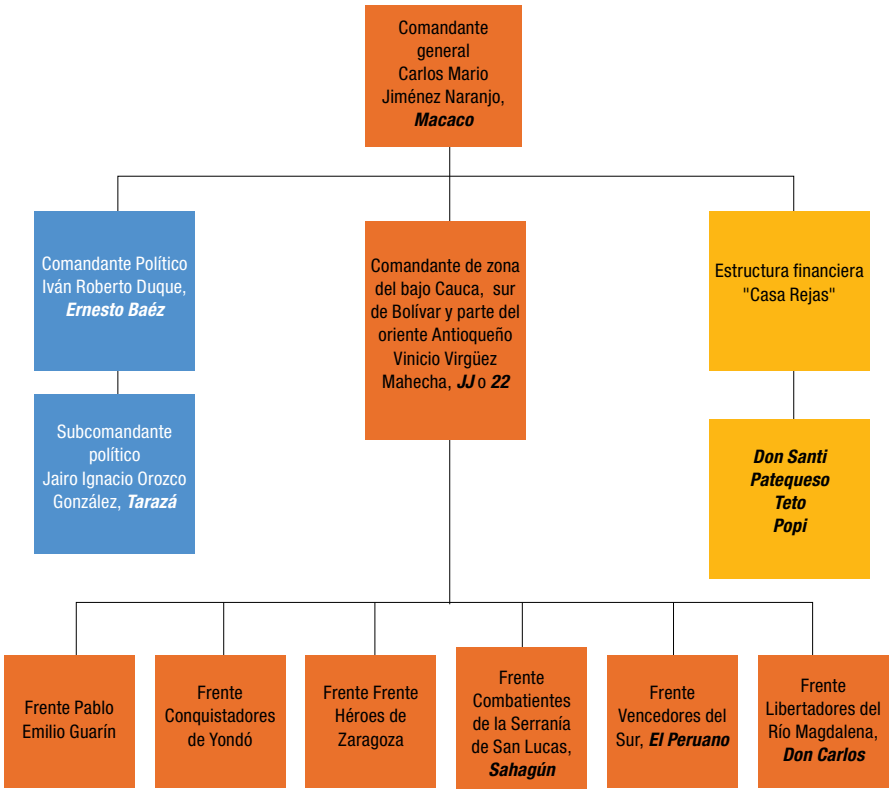 Comandante
general
Carlos Mario
Jiménez Naranjo,
Macaco
Comandante Político
Iván Roberto Duque,
Ernesto Baéz
Comandante de zona
del bajo Cauca, sur
de Bolívar y parte del
oriente Antioqueño
Vinicio Virgüez
Mahecha, JJ o 22
Estructura financiera
"Casa Rejas"
Subcomandante
político
Jairo Ignacio Orozco
González, Tarazá
Don Santi
Patequeso
Teto
Popi
Frente Pablo
Emilio Guarín
Frente
Conquistadores
de Yondó
Frente Frente
Héroes de
Zaragoza
Frente
Combatientes
de la Serranía
de San Lucas,
Sahagún
Frente
Vencedores del
Sur, El Peruano
Frente
Libertadores del
Río Magdalena,
Don Carlos